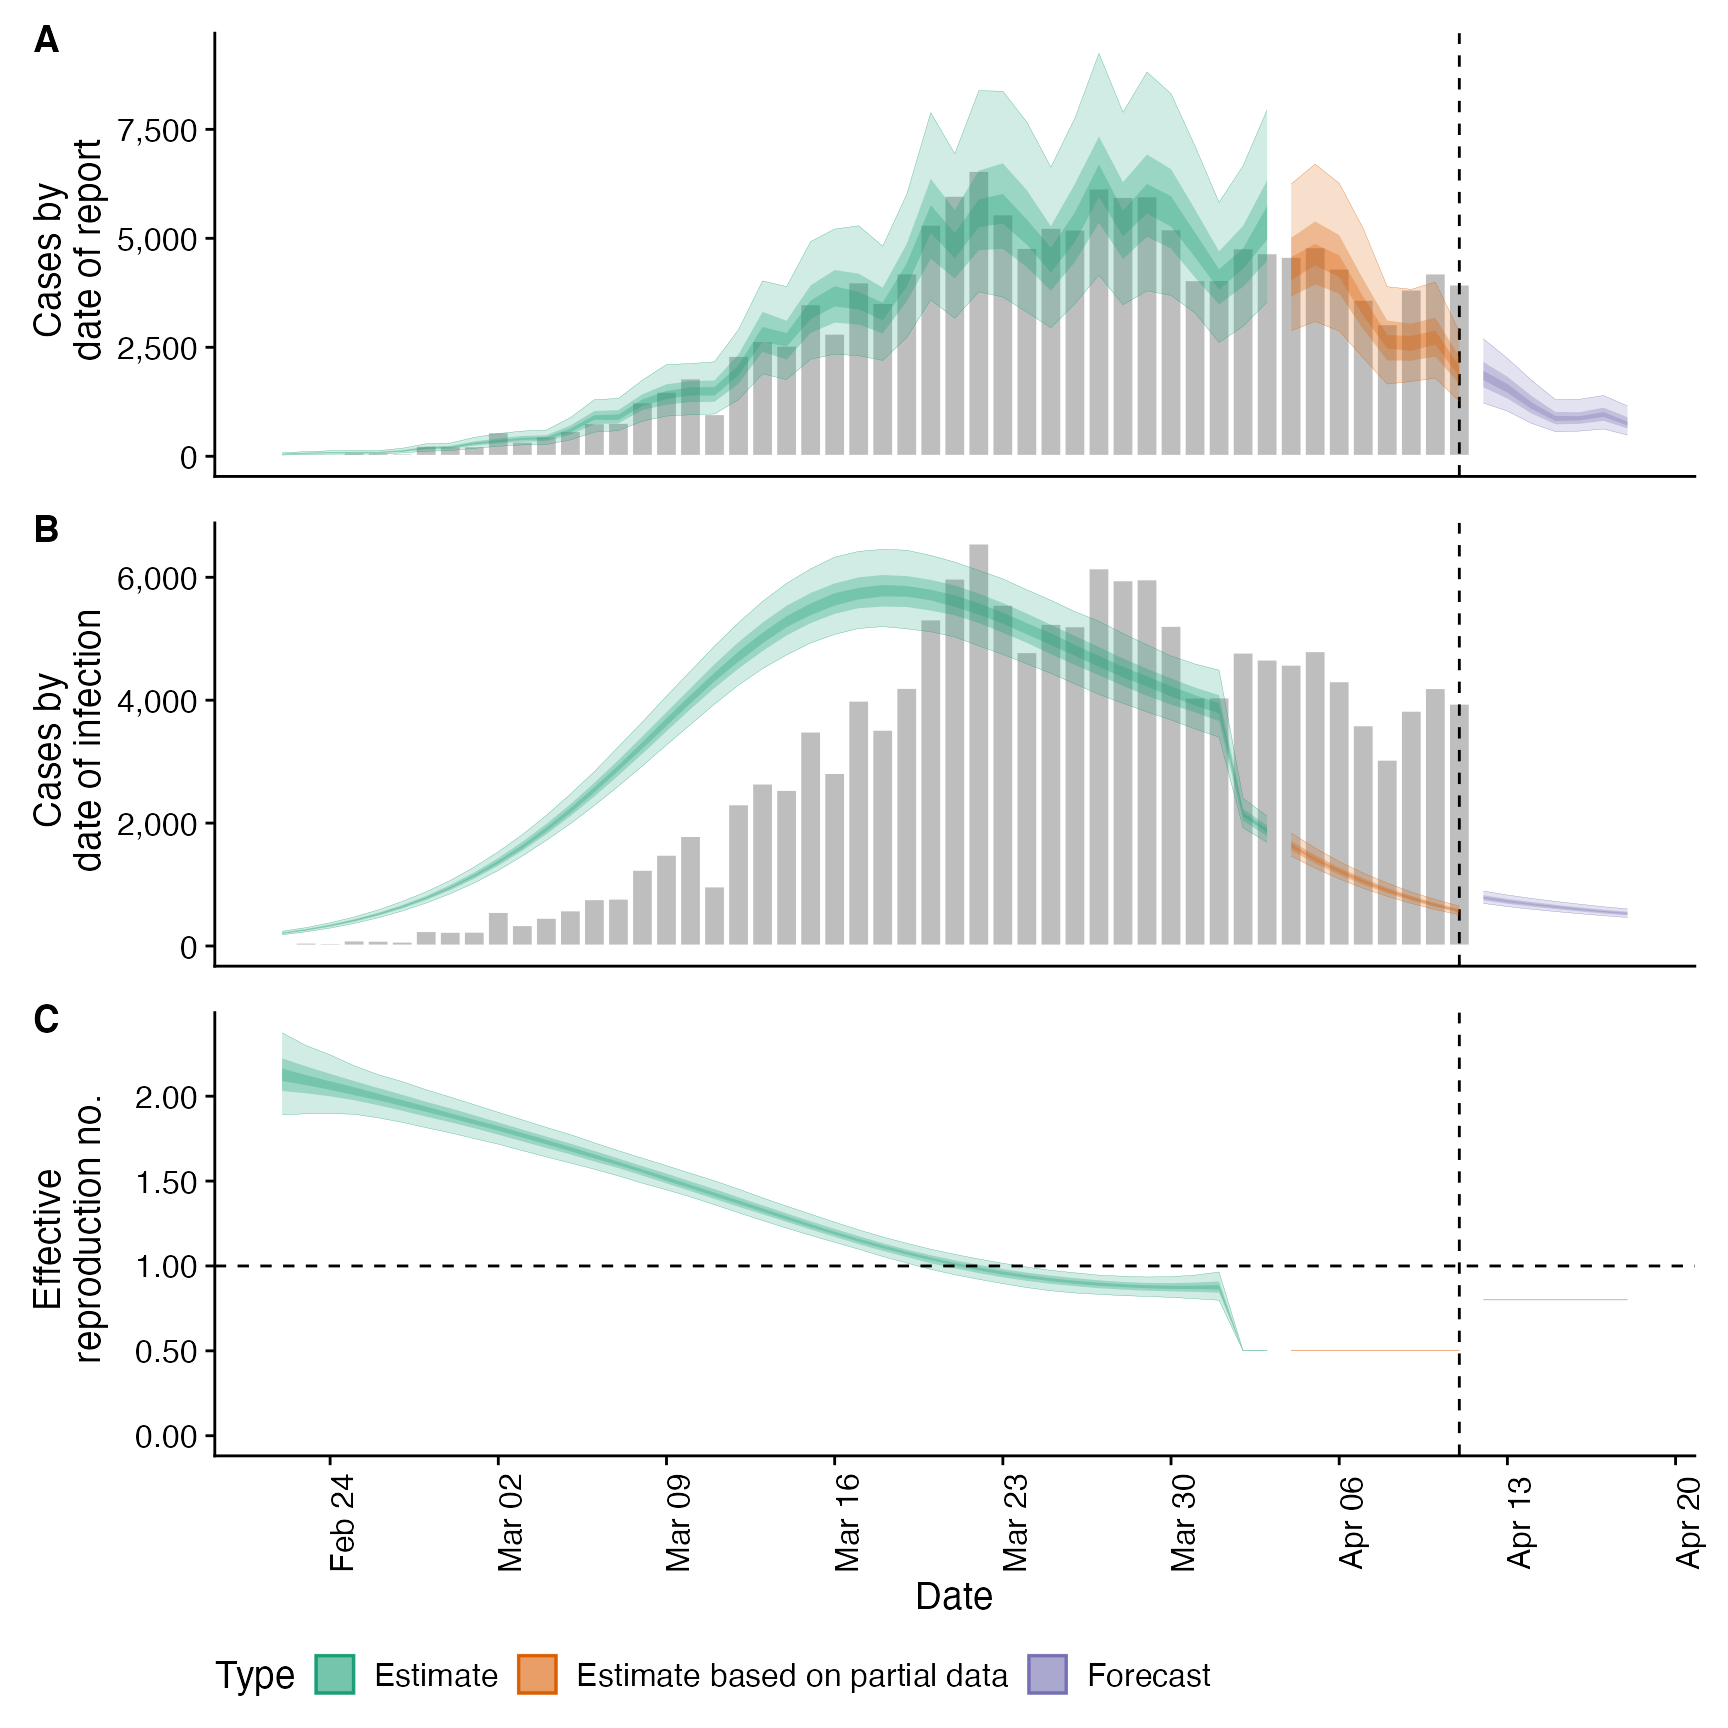 A
Cases by
date of report
7,500
5,000
2,500
0
B
Cases by
date of infection
6,000
4,000
2,000
0
C
Effective
reproduction no.
2.00
1.50
1.00
0.50
0.00
Feb 24
Mar 02
Mar 09
Mar 16
Mar 23
Mar 30
Apr 06
Apr 13
Apr 20
Date
Type Estimate Estimate based on partial data Forecast